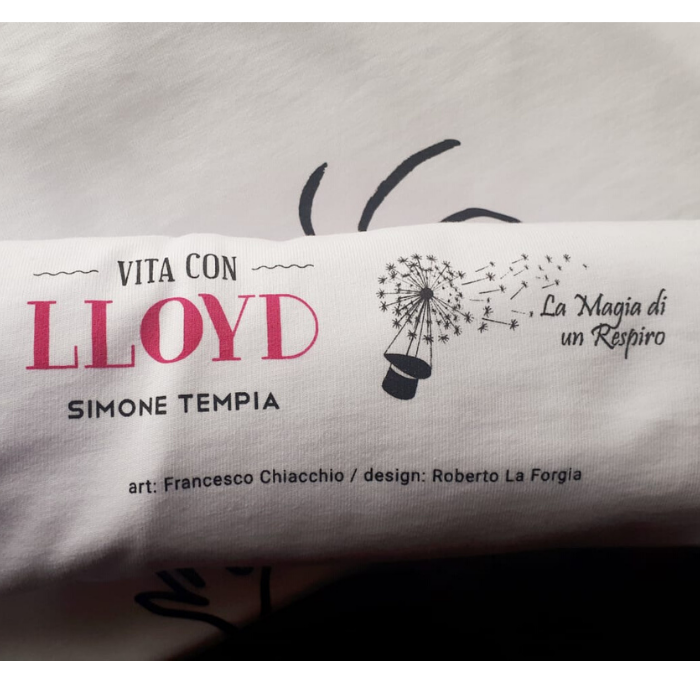 VITA CON
LLOYD
SIMONE TEMPIA
La Magia di
un Respiro
art: Francesco Chiacchio / design: Roberto La Forgia